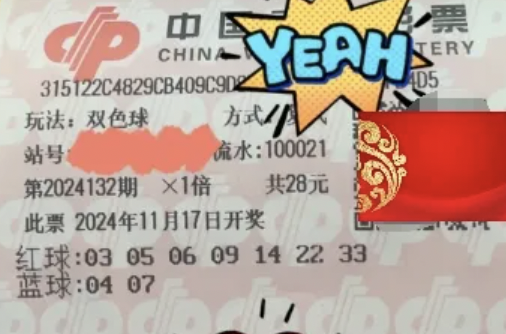 中国
YEAH
CHINA W TERY
315122C4829CB409C9D 4D5
玩法:双色球 方式:
站号 流水:100021
第2024132期 ×1倍 共28元
此票 2024年11月17日开奖
红球:03 05 06 09 14 22 33
蓝球:04 07